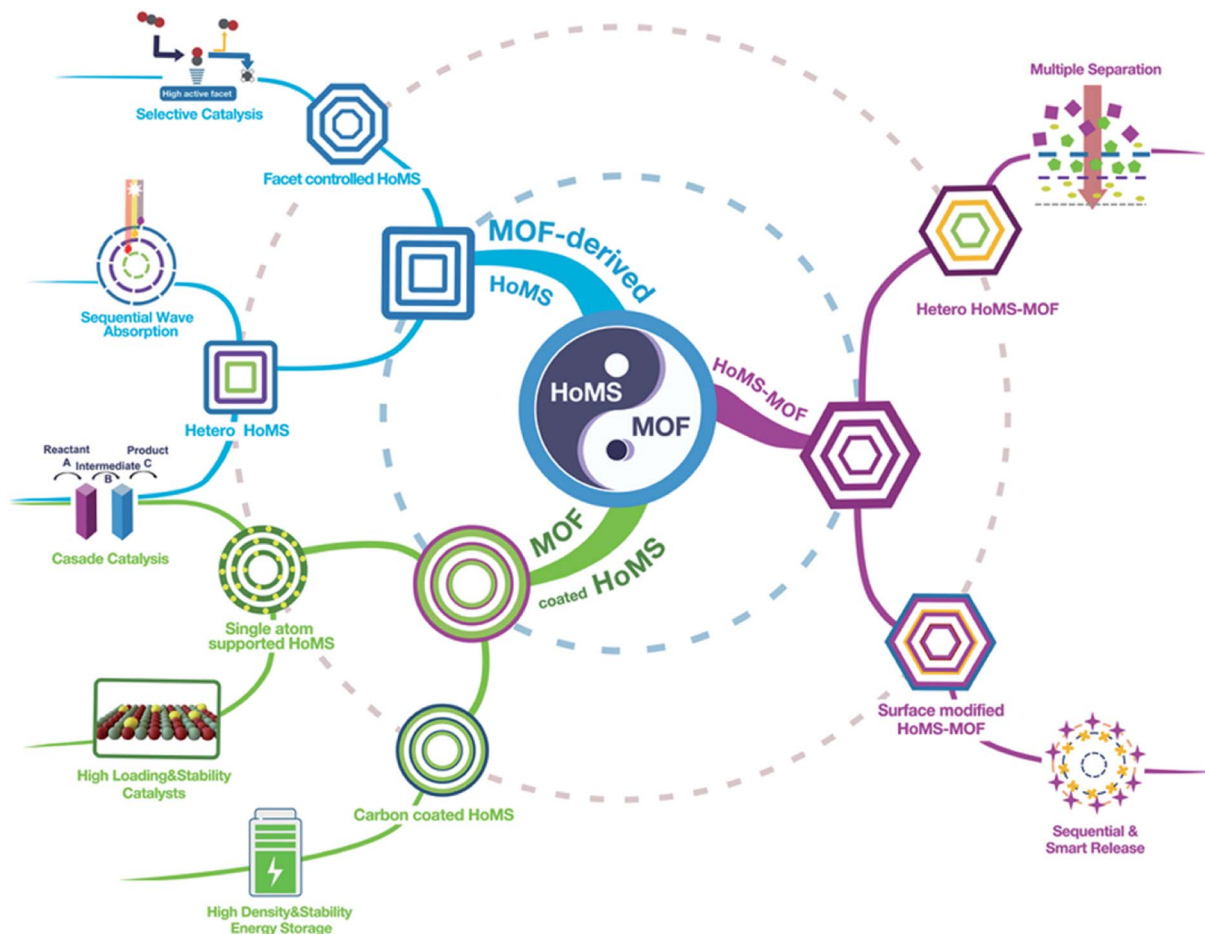 High active facet
Selective Catalysis
Facet controlled HoMS
Multiple Separation
MOF-derived
HoMS
Sequential Wave
Absorption
Hetero HoMS
Hetero HoMS-MOF
HoMS
MOF
HoMS-MOF
Reactant
A
Intermediate
B
Product
C
Casade Catalysis
MOF
coated HoMS
Single atom
supported HoMS
Surface modified
HoMS-MOF
High Loading&Stability
Catalysts
Carbon coated HoMS
Sequential &
Smart Release
High Density&Stability
Energy Storage